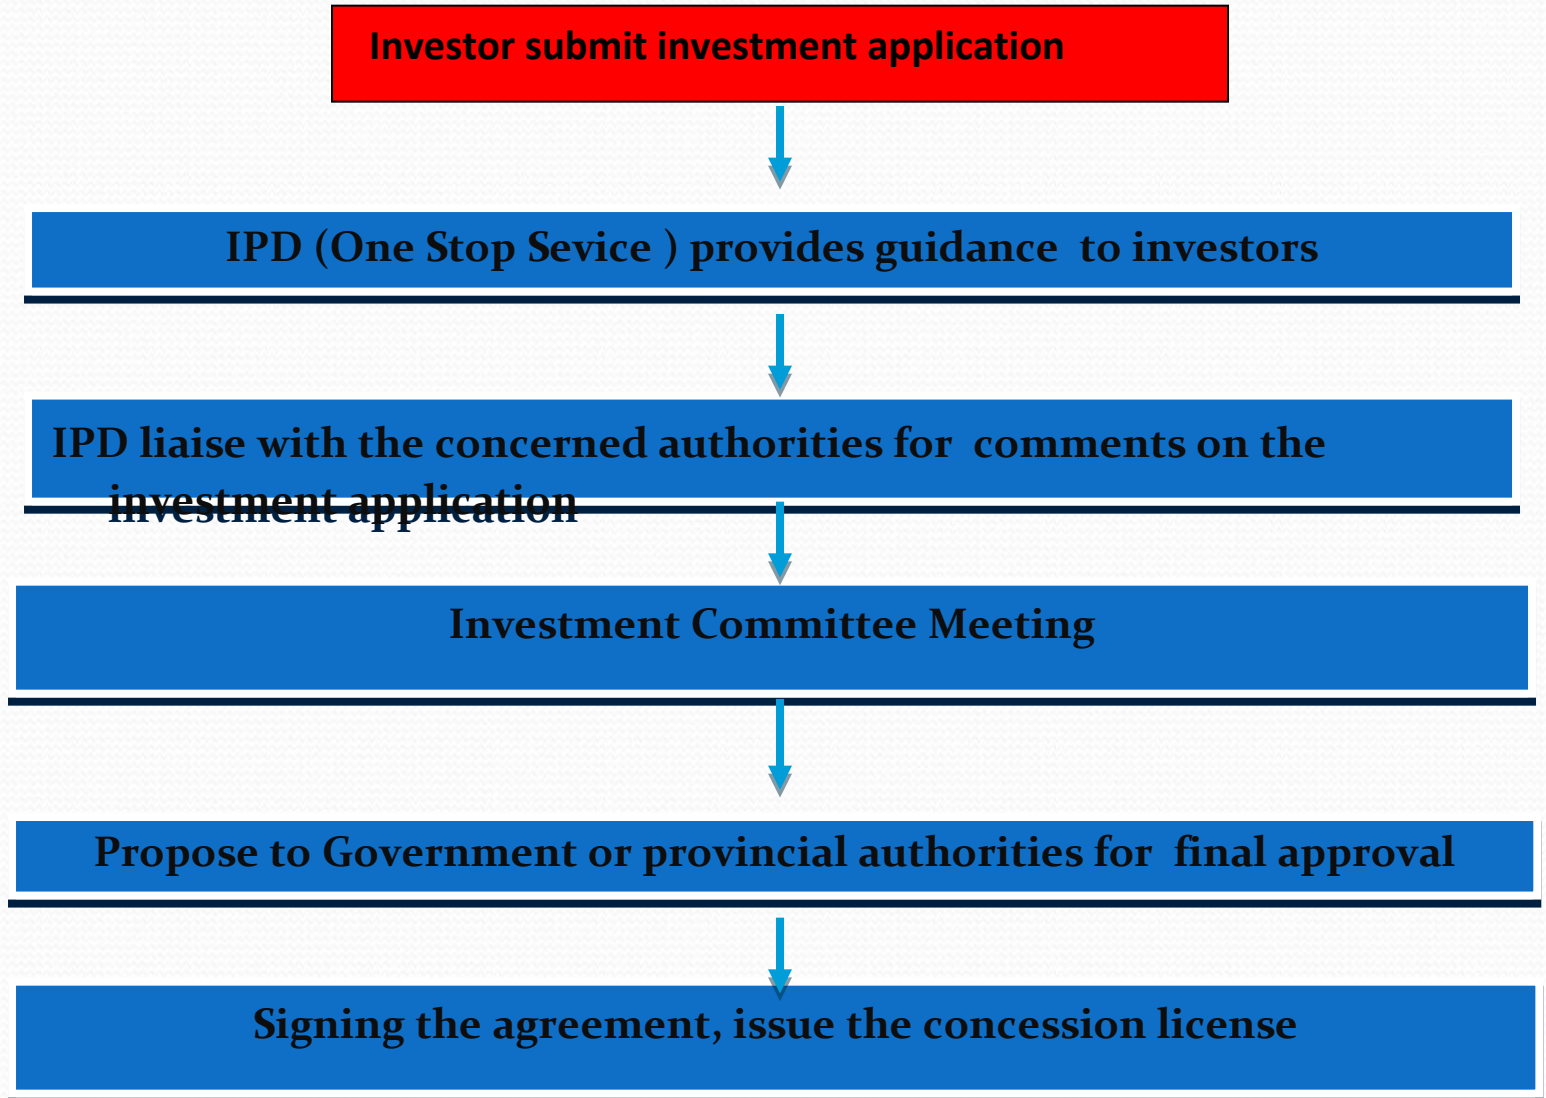 Investor submit investment application
IPD (One Stop Sevice ) provides guidance  to investors
IPD liaise with the concerned authorities for  comments on the
investment application
Investment Committee Meeting
Propose to Government or provincial authorities for  final approval
Signing the agreement, issue the concession license